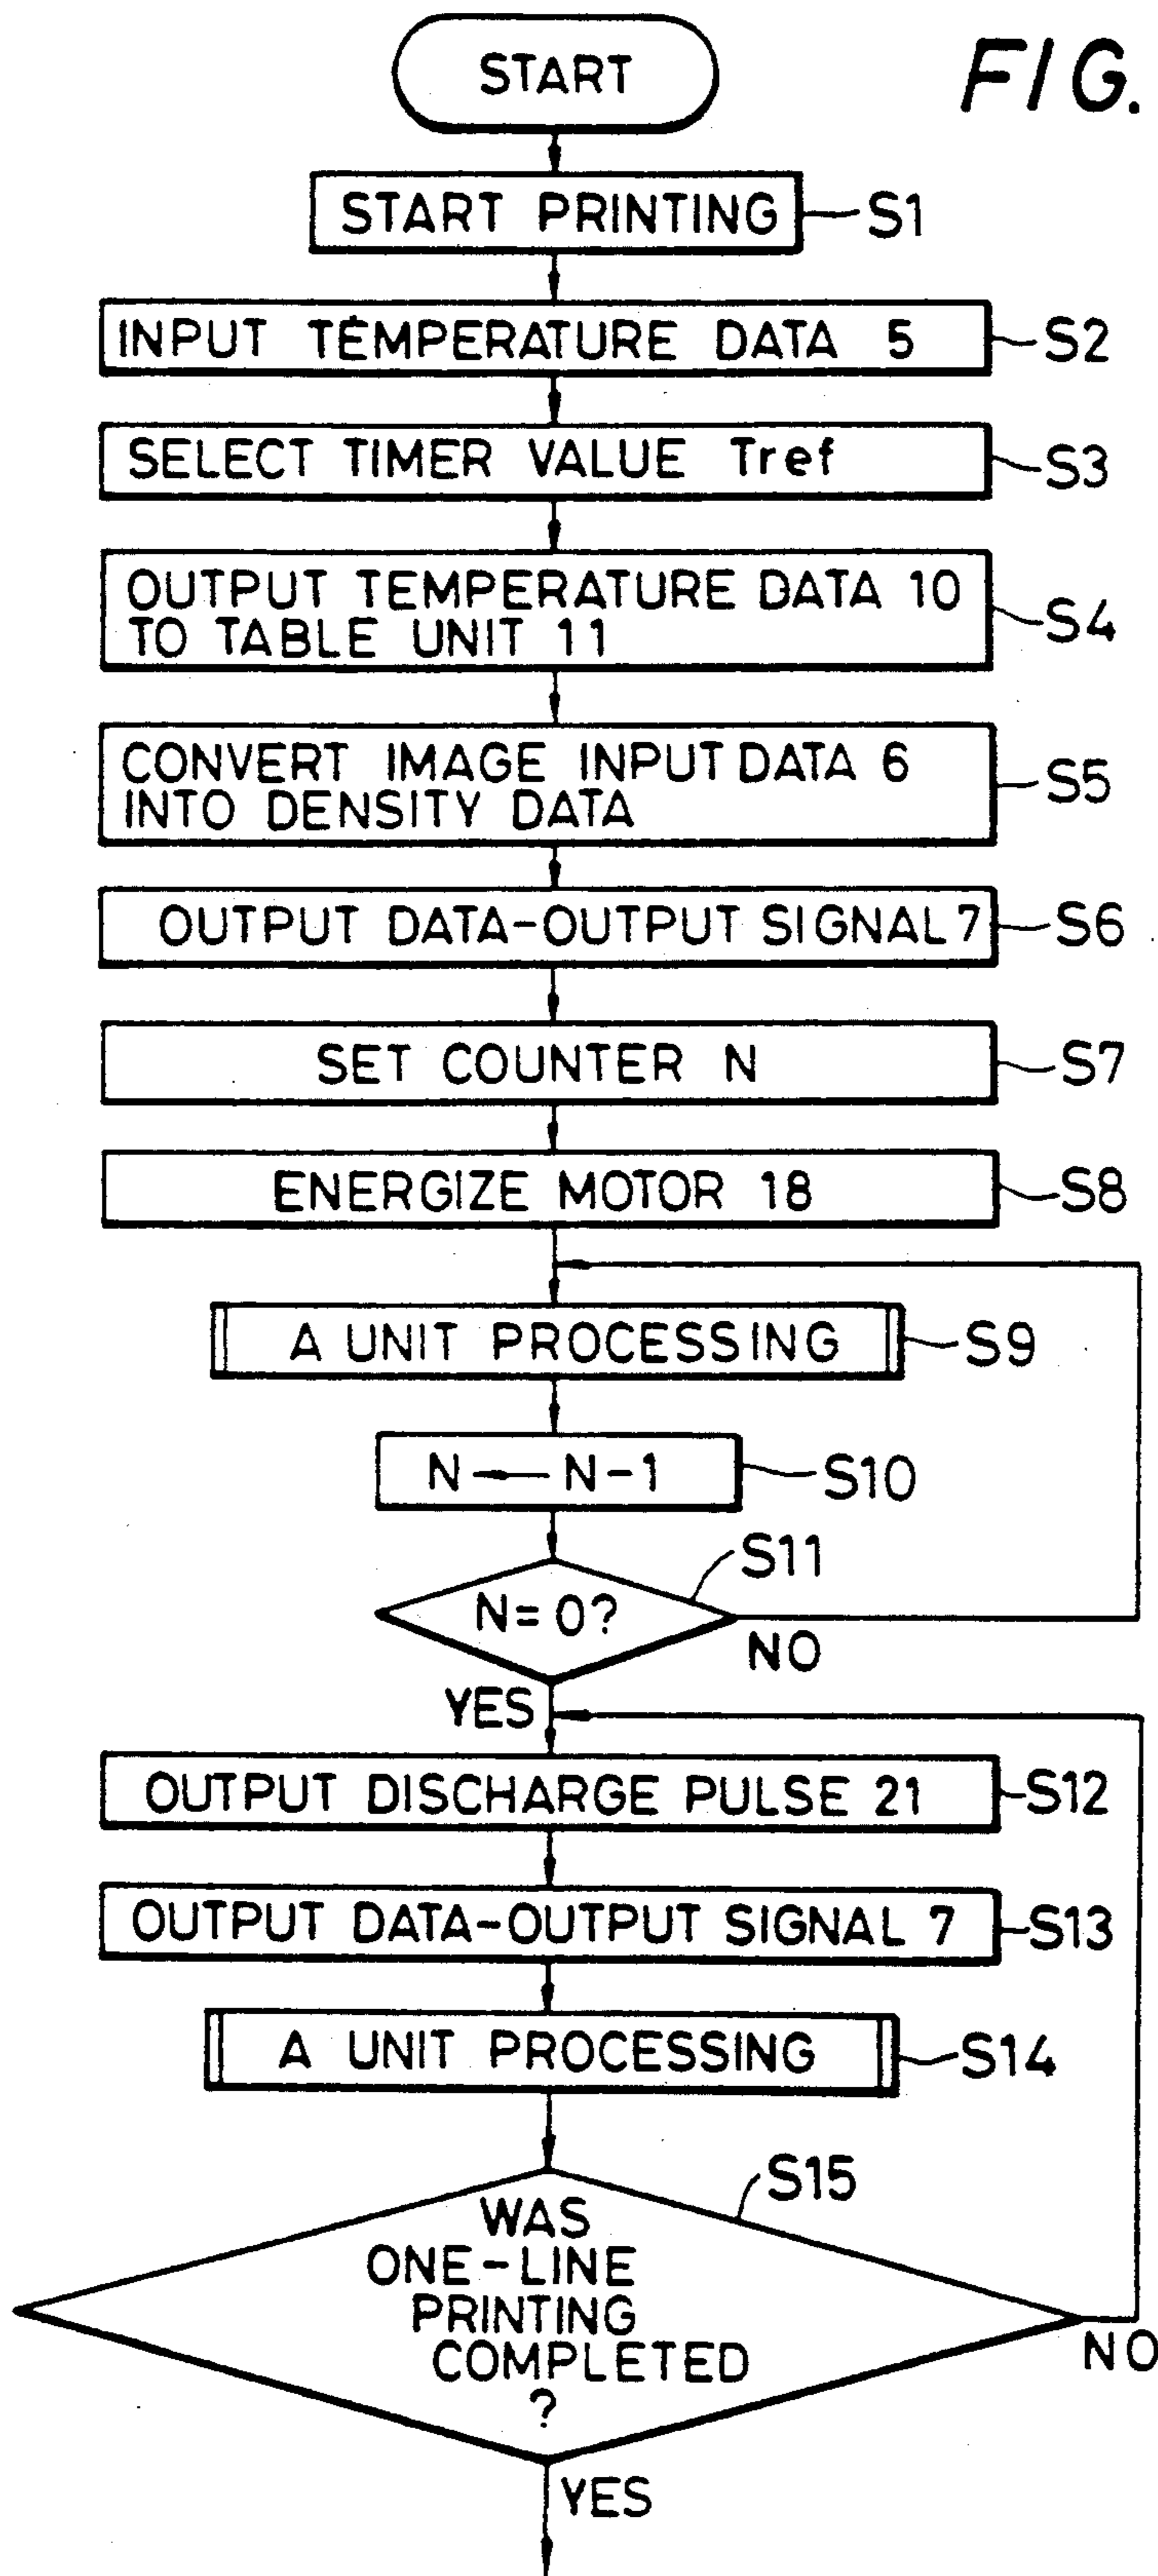 START
FIG.
START PRINTING
S1
INPUT TEMPERATURE DATA 5
S2
SELECT TIMER VALUE Tref
S3
OUTPUT TEMPERATURE DATA 10
TO TABLE UNIT 11
S4
CONVERT IMAGE INPUT DATA 6
INTO DENSITY DATA
S5
OUTPUT DATA-OUTPUT SIGNAL 7
S6
SET COUNTER N
S7
ENERGIZE MOTOR 18
S8
A UNIT PROCESSING
S9
N ← N-1
S10
S11
N=0?
NO
YES
OUTPUT DISCHARGE PULSE 21
S12
OUTPUT DATA-OUTPUT SIGNAL 7
S13
A UNIT PROCESSING
S14
S15
WAS
ONE-LINE
PRINTING
COMPLETED
?
NO
YES